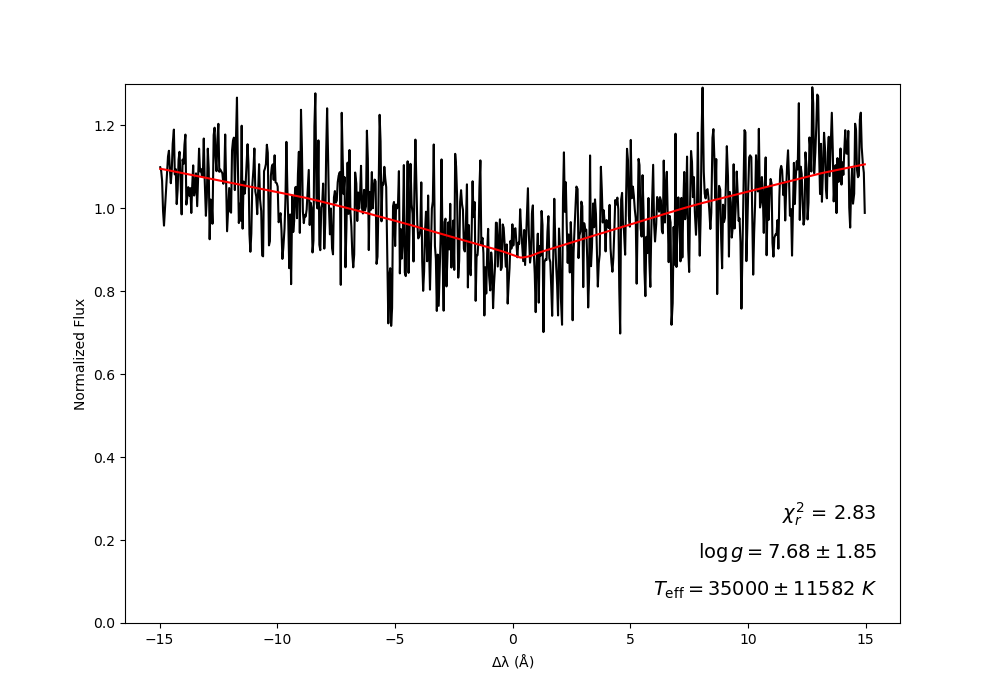 1.2
1.0
0.8
0.6
0.4
0.2
0.0
Normalized Flux
χ²ᵣ = 2.83
log g = 7.68 ± 1.85
T_eff = 35000 ± 11582 K
−15 −10 −5 0 5 10 15
Δλ (Å)